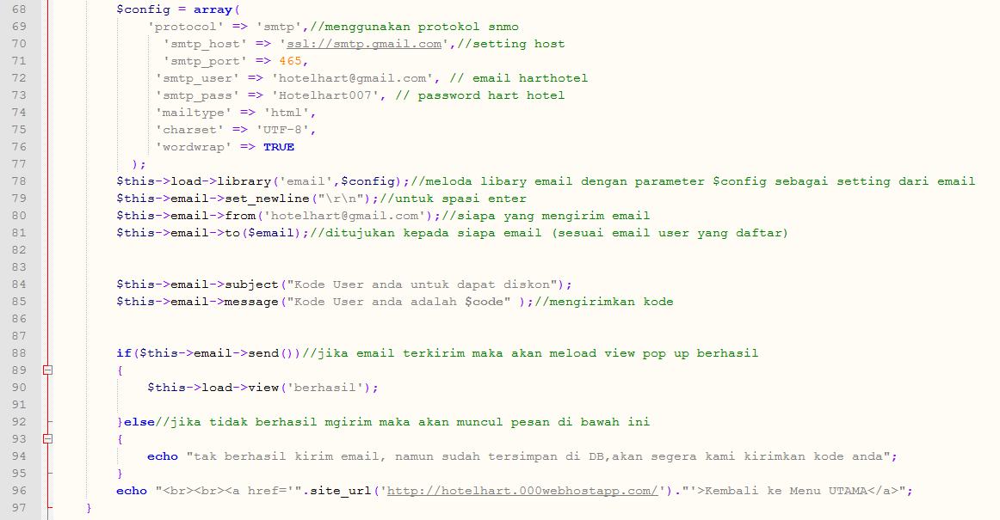 68 $config = array(
69 'protocol' => 'smtp',//menggunakan protokol snmo
70 'smtp_host' => 'ssl://smtp.gmail.com',//setting host
71 'smtp_port' => 465,
72 'smtp_user' => 'hotelhart@gmail.com', // email harthotel
73 'smtp_pass' => 'Hotelhart007', // password hart hotel
74 'mailtype' => 'html',
75 'charset' => 'UTF-8',
76 'wordwrap' => TRUE
77 );
78 $this->load->library('email',$config);//meloda libary email dengan parameter $config sebagai setting dari email
79 $this->email->set_newline("\r\n");//untuk spasi enter
80 $this->email->from('hotelhart@gmail.com');//siapa yang mengirim email
81 $this->email->to($email);//ditujukan kepada siapa email (sesuai email user yang daftar)
82
83
84 $this->email->subject("Kode User anda untuk dapat diskon");
85 $this->email->message("Kode User anda adalah $code" );//mengirimkan kode
86
87
88 if($this->email->send())//jika email terkirim maka akan meload view pop up berhasil
89 {
90 $this->load->view('berhasil');
91
92 }else//jika tidak berhasil mgirim maka akan muncul pesan di bawah ini
93 {
94 echo "tak berhasil kirim email, namun sudah tersimpan di DB,akan segera kami kirimkan kode anda";
95 }
96 echo "<br><br><a href='".site_url('http://hotelhart.000webhostapp.com/')."'>Kembali ke Menu UTAMA</a>";
97 }